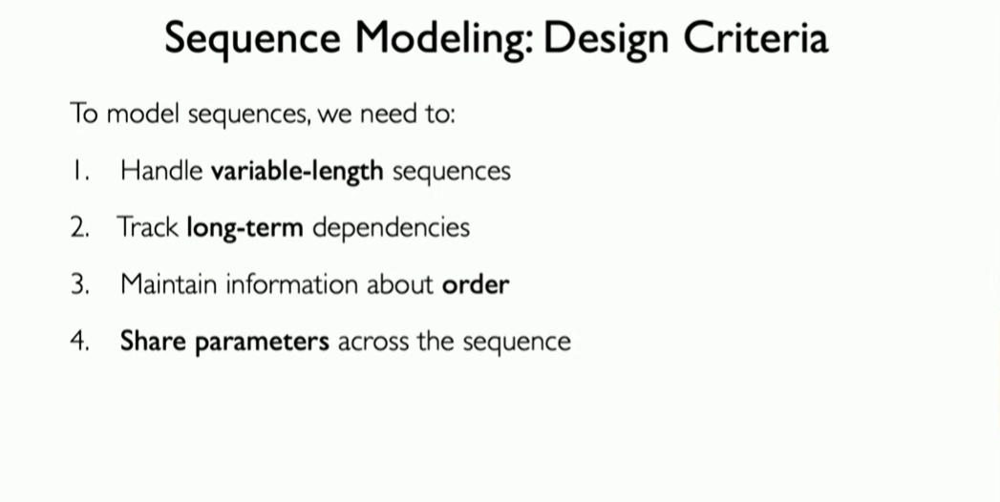 Sequence Modeling: Design Criteria
To model sequences, we need to:
1. Handle variable-length sequences
2. Track long-term dependencies
3. Maintain information about order
4. Share parameters across the sequence